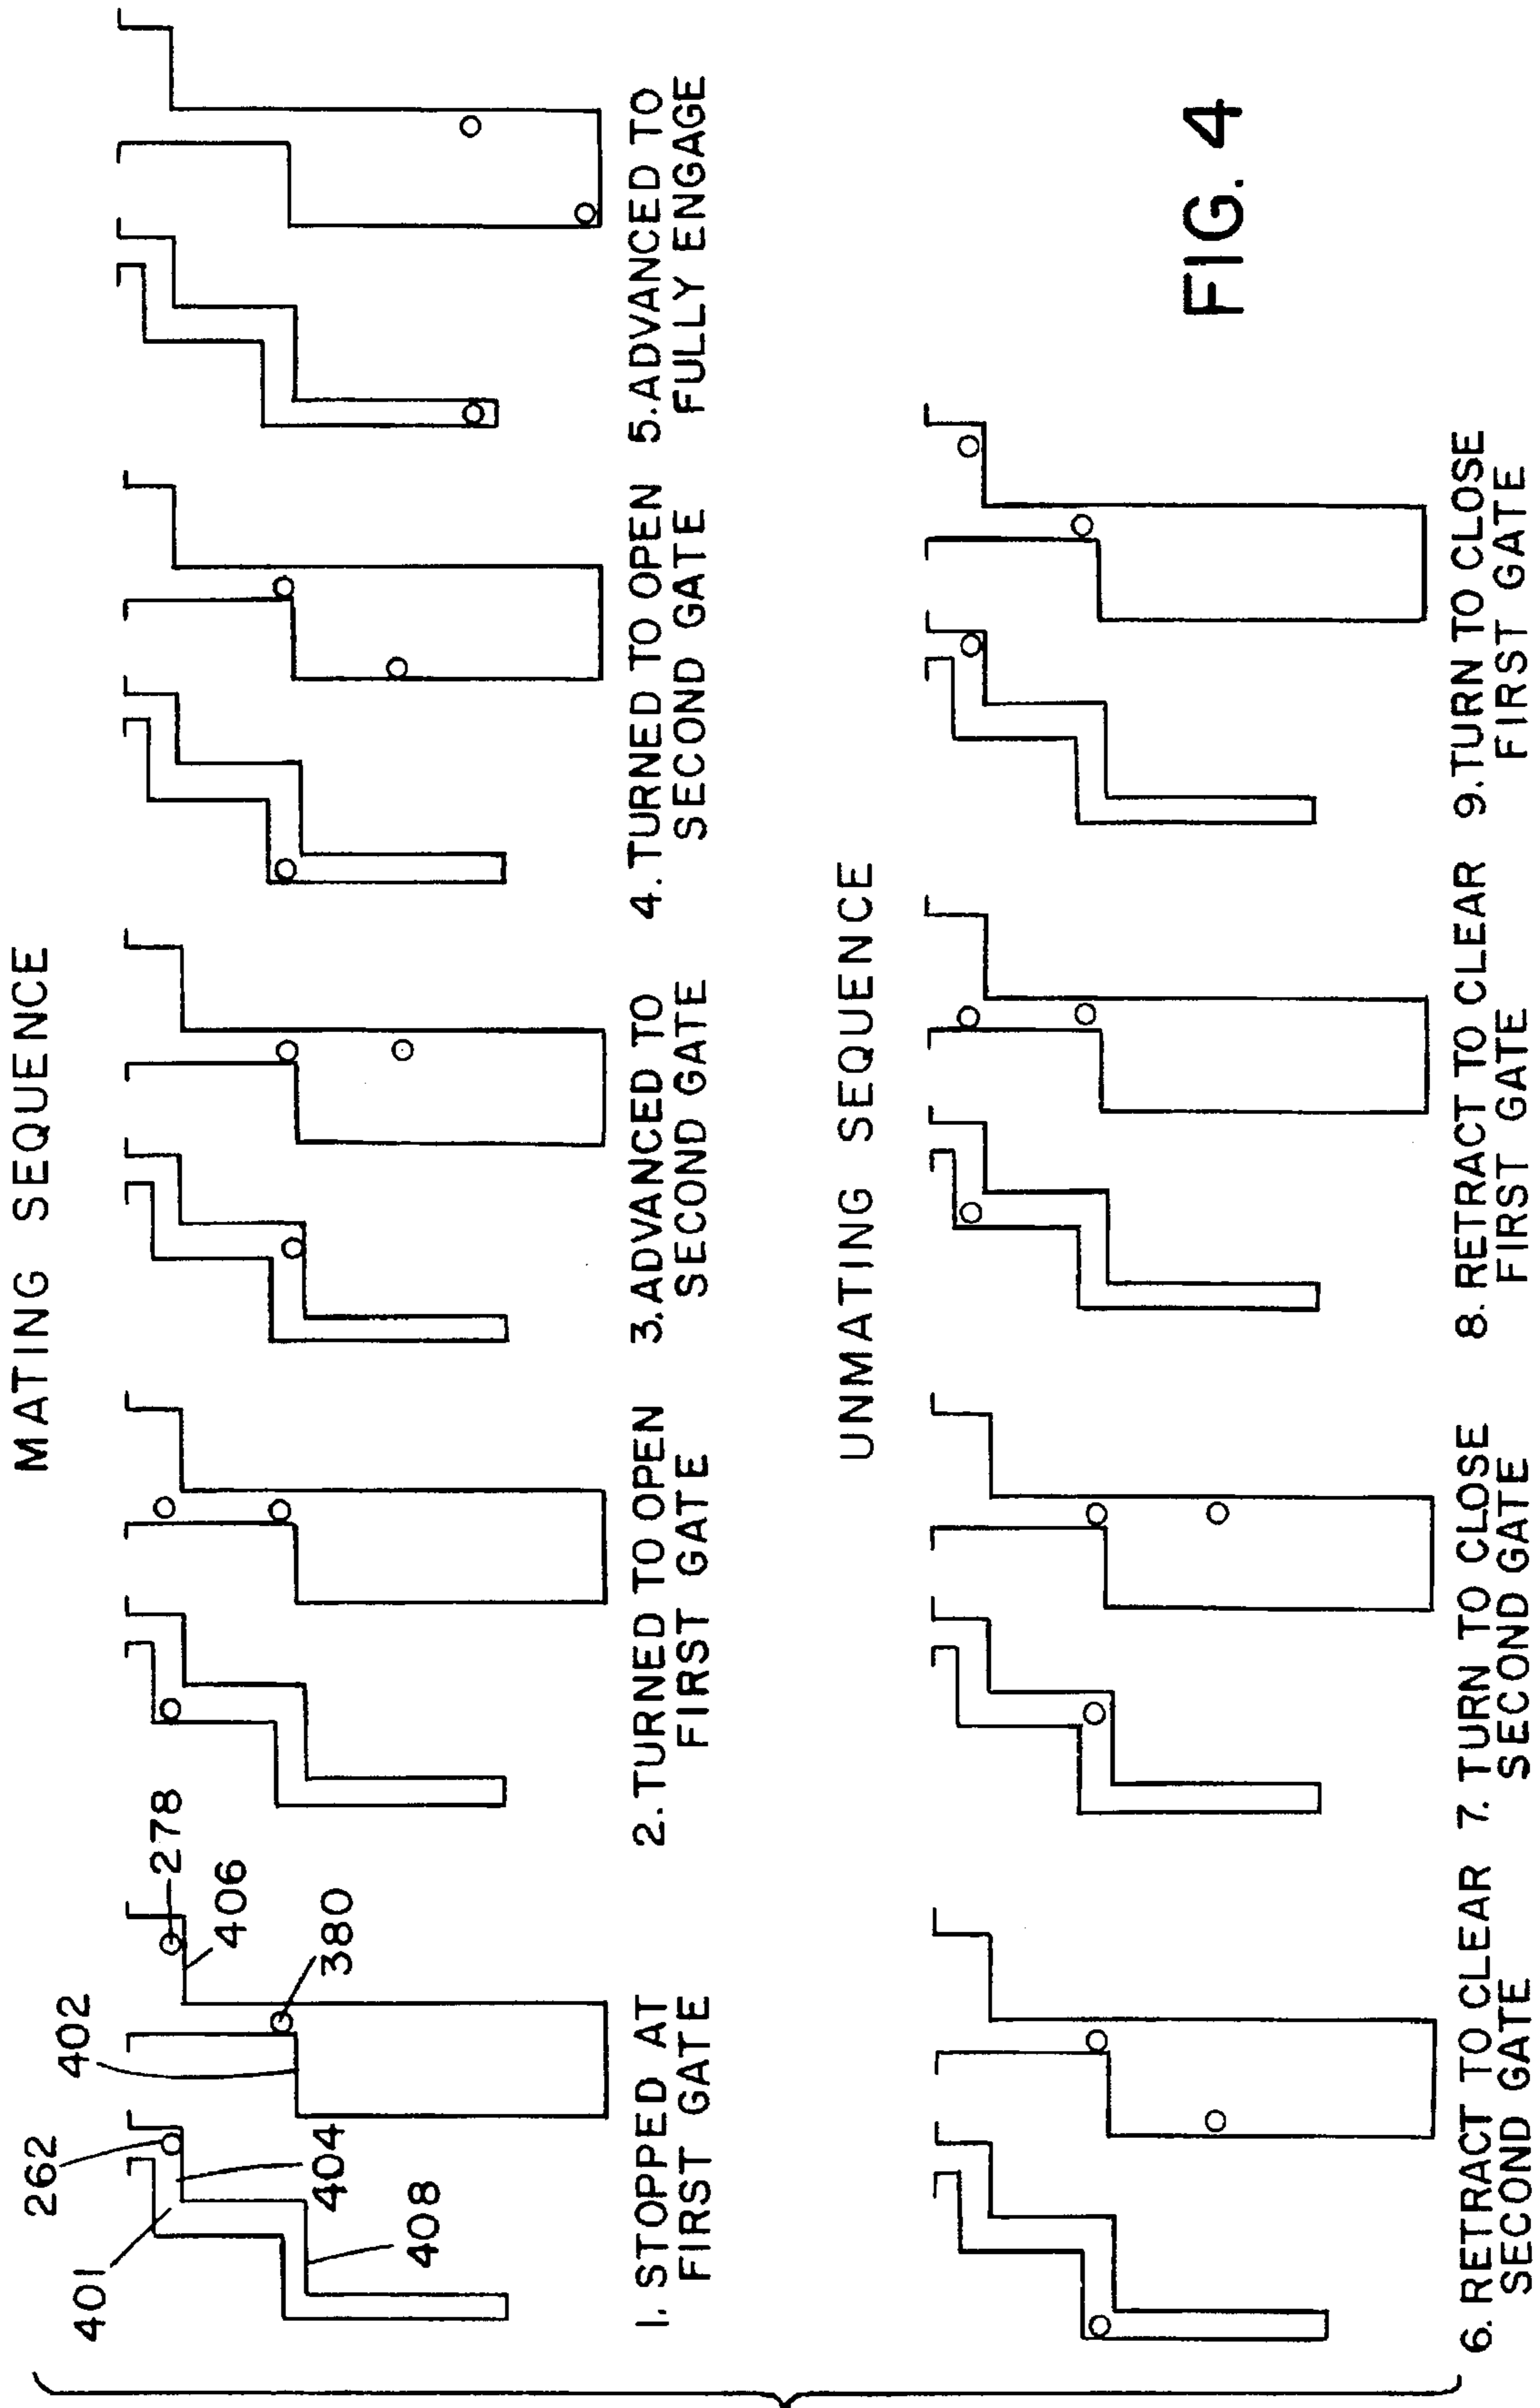 MATING SEQUENCE
262
401
404
408
402
278
406
380
1. STOPPED AT
FIRST GATE
2. TURNED TO OPEN
FIRST GATE
3. ADVANCED TO
SECOND GATE
4. TURNED TO OPEN
SECOND GATE
5. ADVANCED TO
FULLY ENGAGE
UNMATING SEQUENCE
6. RETRACT TO CLEAR
SECOND GATE
7. TURN TO CLOSE
SECOND GATE
8. RETRACT TO CLEAR
FIRST GATE
9. TURN TO CLOSE
FIRST GATE
FIG. 4